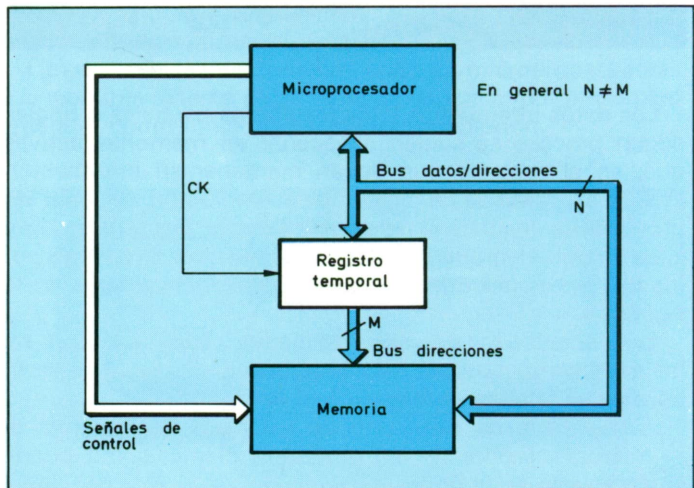 Microprocesador
En general N ≠ M
Bus datos/direcciones
CK
N
Registro
temporal
M
Bus direcciones
Memoria
Señales de
control